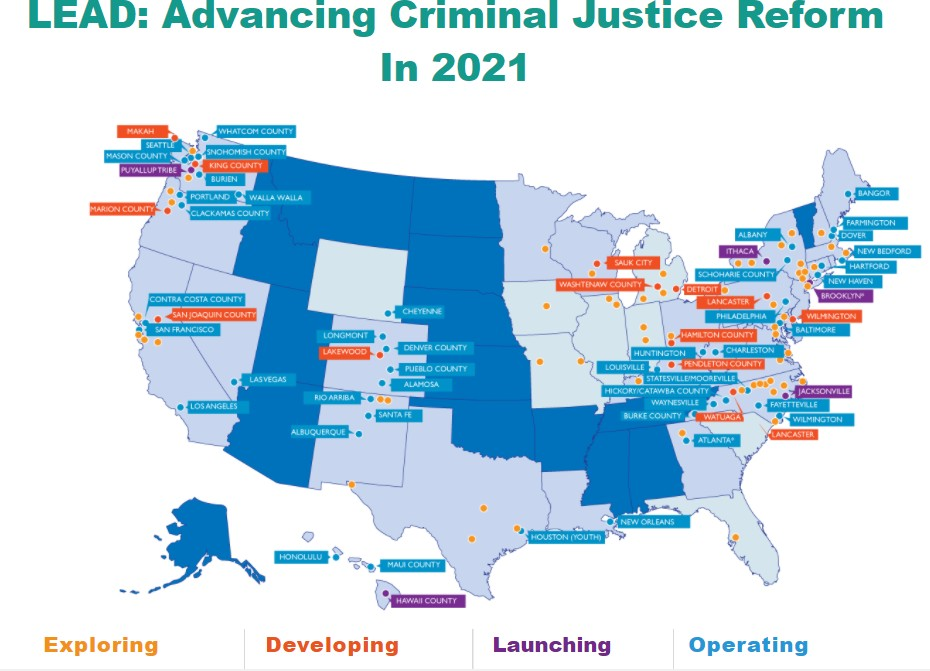 LEAD: Advancing Criminal Justice Reform
In 2021
MAKAH
WHATCOM COUNTY
SEATTLE
SNOHOMISH COUNTY
MASON COUNTY
KING COUNTY
PUYALLUP TRIBE
BURIEN
PORTLAND
WALLA WALLA
MARION COUNTY
CLACKAMAS COUNTY
CONTRA COSTA COUNTY
SAN JOAQUIN COUNTY
SAN FRANCISCO
LAS VEGAS
LOS ANGELES
CHEYENNE
LONGMONT
LAKEWOOD
DENVER COUNTY
PUEBLO COUNTY
ALAMOSA
RIO ARRIBA
SANTA FE
ALBUQUERQUE
BANGOR
FARMINGTON
ALBANY
DOVER
ITHACA
NEW BEDFORD
SAUK CITY
HARTFORD
SCHOHARIE COUNTY
WASHTENAW COUNTY
DETROIT
NEW HAVEN
LANCASTER
BROOKLYN*
PHILADELPHIA
WILMINGTON
BALTIMORE
HAMILTON COUNTY
HUNTINGTON
CHARLESTON
LOUISVILLE
PENDLETON COUNTY
STATESVILLE/MOOREVILLE
HICKORY/CATAWBA COUNTY
JACKSONVILLE
WAYNESVILLE
FAYETTEVILLE
BURKE COUNTY
WATUAGA
WILMINGTON
LANCASTER
ATLANTA*
NEW ORLEANS
HOUSTON (YOUTH)
HONOLULU
MAUI COUNTY
HAWAII COUNTY
Exploring
Developing
Launching
Operating